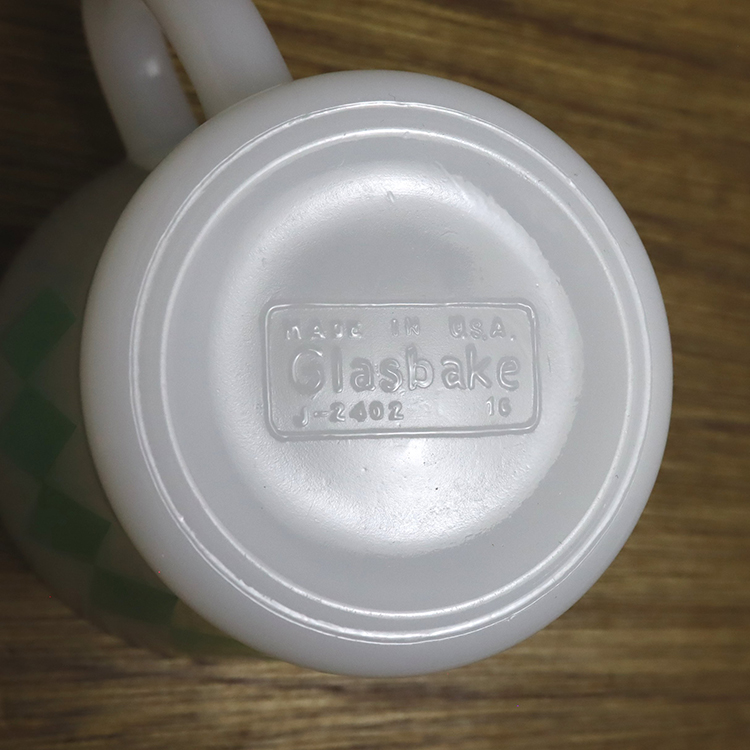 MADE IN U.S.A.
Glasbake
J-2402 16